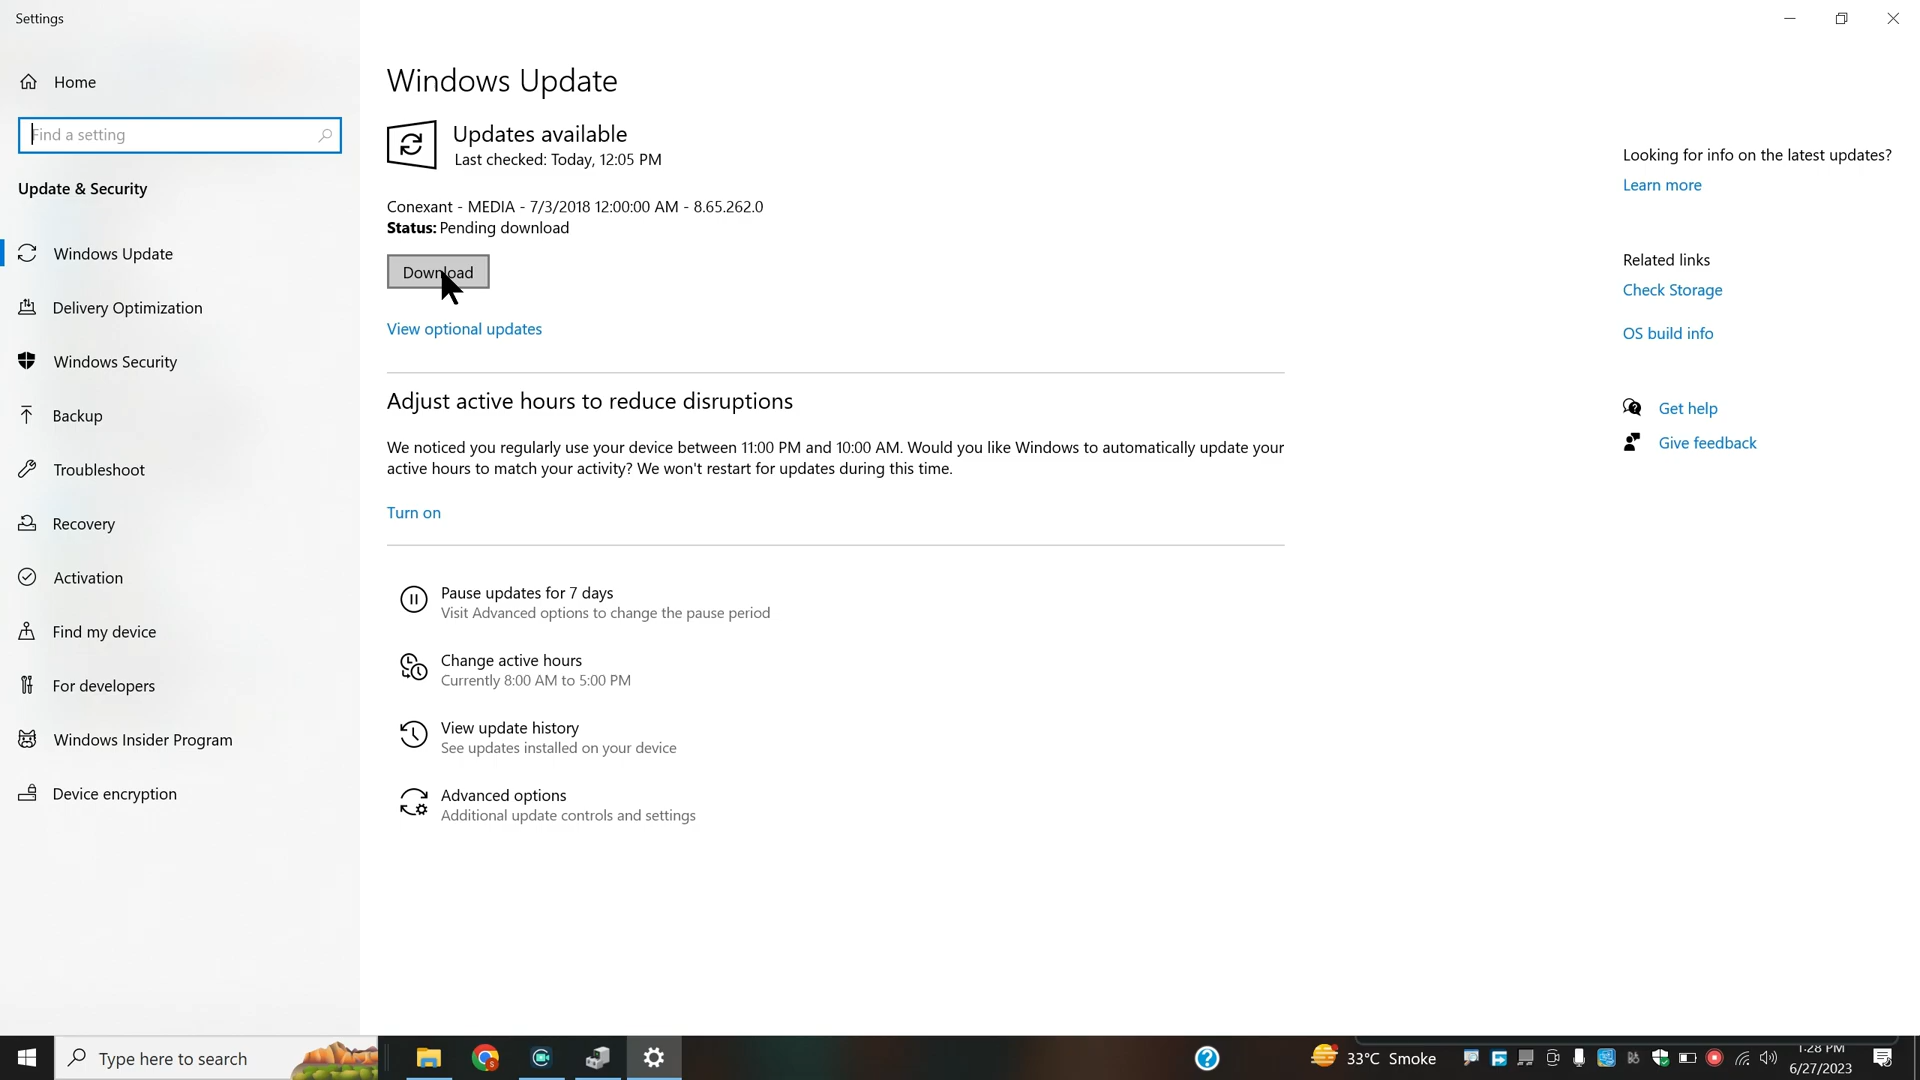 Settings
Home
Find a setting
Update & Security
Windows Update
Delivery Optimization
Windows Security
Backup
Troubleshoot
Recovery
Activation
Find my device
For developers
Windows Insider Program
Device encryption
Windows Update
Updates available
Last checked: Today, 12:05 PM
Conexant - MEDIA - 7/3/2018 12:00:00 AM - 8.65.262.0
Status: Pending download
Download
View optional updates
Adjust active hours to reduce disruptions
We noticed you regularly use your device between 11:00 PM and 10:00 AM. Would you like Windows to automatically update your
active hours to match your activity? We won't restart for updates during this time.
Turn on
Pause updates for 7 days
Visit Advanced options to change the pause period
Change active hours
Currently 8:00 AM to 5:00 PM
View update history
See updates installed on your device
Advanced options
Additional update controls and settings
Looking for info on the latest updates?
Learn more
Related links
Check Storage
OS build info
Get help
Give feedback
Type here to search
33°C Smoke
1:28 PM
6/27/2023